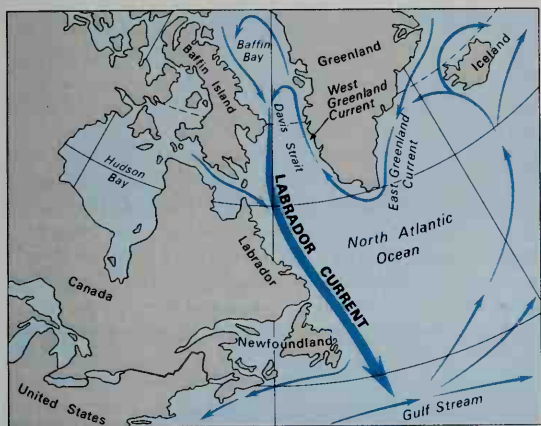 Baffin
Bay
Baffin Island
Greenland
Iceland
West
Greenland
Current
Davis Strait
East Greenland
Current
Hudson
Bay
LABRADOR CURRENT
North Atlantic
Ocean
Labrador
Canada
Newfoundland
United States
Gulf Stream